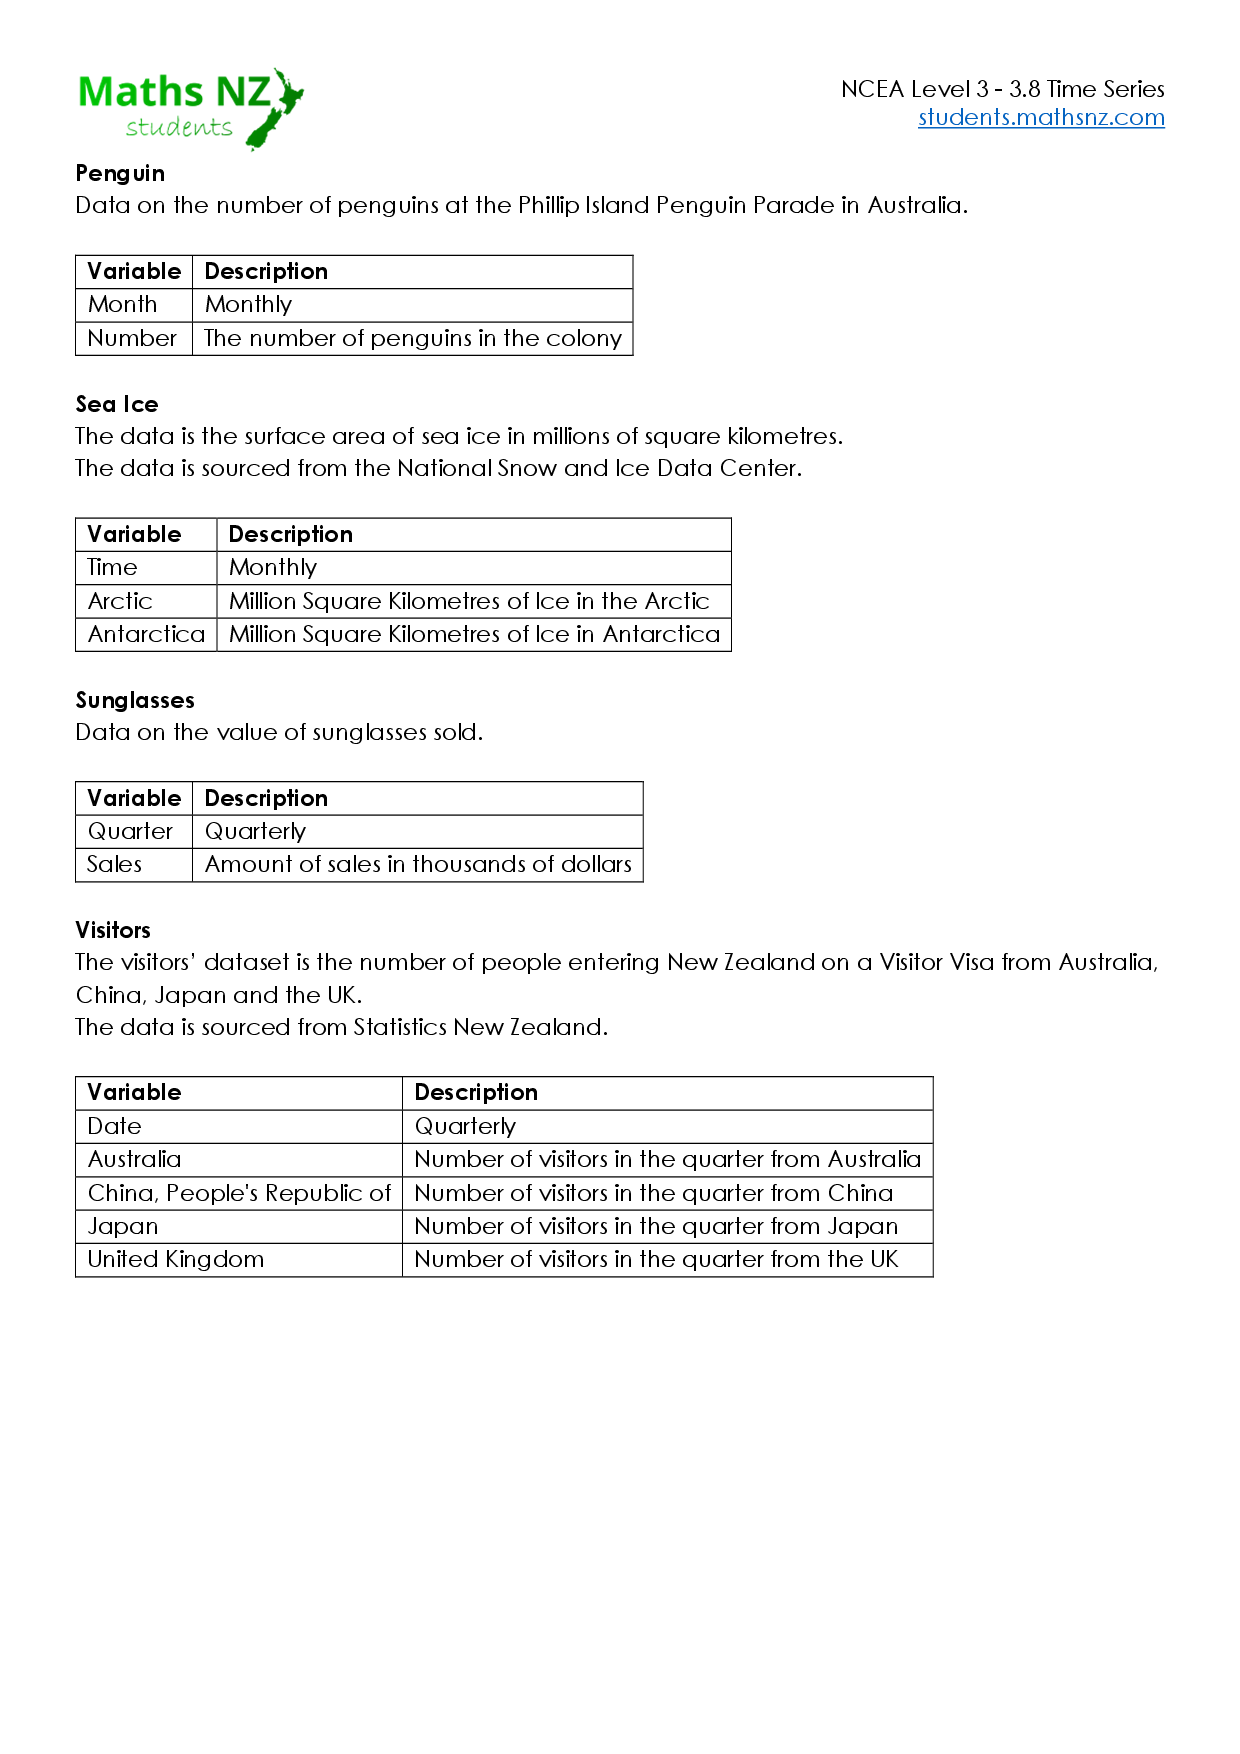 Maths NZ
students
NCEA Level 3 - 3.8 Time Series
students.mathsnz.com
Penguin
Data on the number of penguins at the Phillip Island Penguin Parade in Australia.
Variable Description
Month Monthly
Number The number of penguins in the colony
Sea Ice
The data is the surface area of sea ice in millions of square kilometres.
The data is sourced from the National Snow and Ice Data Center.
Variable Description
Time Monthly
Arctic Million Square Kilometres of Ice in the Arctic
Antarctica Million Square Kilometres of Ice in Antarctica
Sunglasses
Data on the value of sunglasses sold.
Variable Description
Quarter Quarterly
Sales Amount of sales in thousands of dollars
Visitors
The visitors’ dataset is the number of people entering New Zealand on a Visitor Visa from Australia,
China, Japan and the UK.
The data is sourced from Statistics New Zealand.
Variable Description
Date Quarterly
Australia Number of visitors in the quarter from Australia
China, People's Republic of Number of visitors in the quarter from China
Japan Number of visitors in the quarter from Japan
United Kingdom Number of visitors in the quarter from the UK